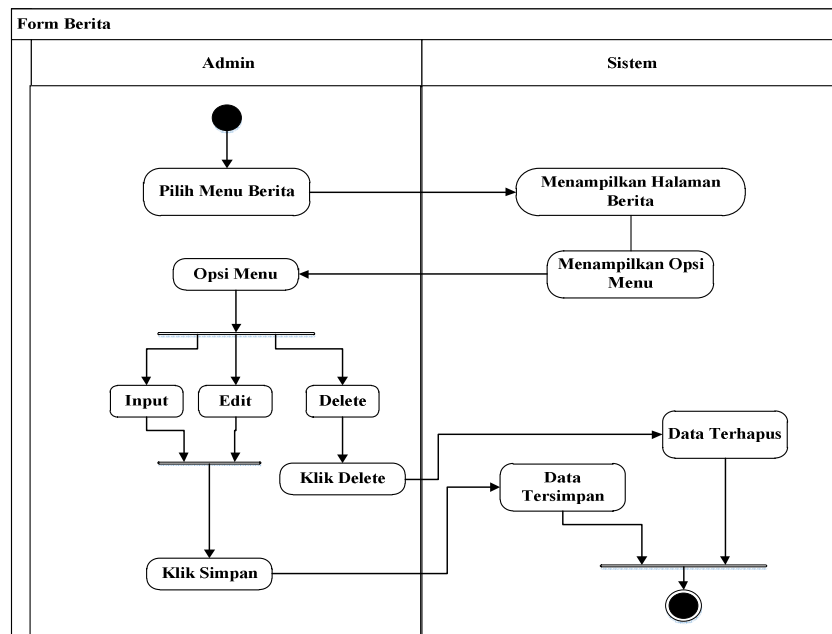 Form Berita
Admin
Sistem
Pilih Menu Berita
Menampilkan Halaman
Berita
Opsi Menu
Menampilkan Opsi
Menu
Input
Edit
Delete
Data Terhapus
Klik Delete
Data
Tersimpan
Klik Simpan